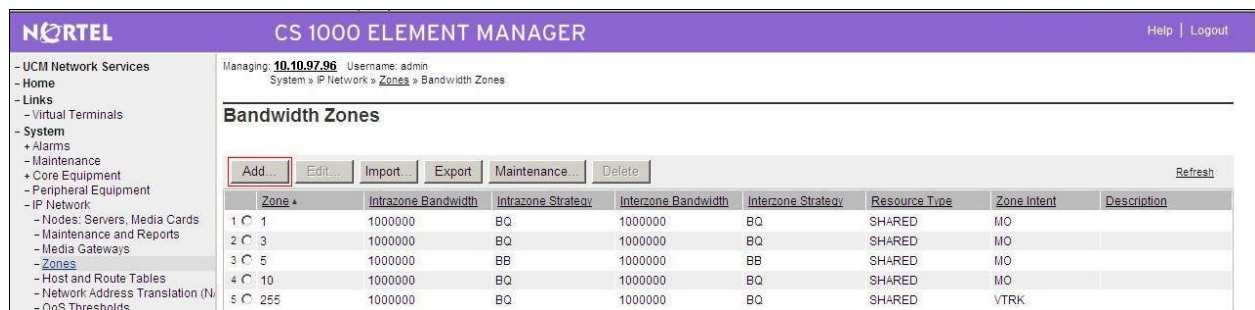 NORTEL
CS 1000 ELEMENT MANAGER
Help | Logout
- UCM Network Services
- Home
- Links
- Virtual Terminals
- System
+ Alarms
- Maintenance
+ Core Equipment
- Peripheral Equipment
- IP Network
- Nodes: Servers, Media Cards
- Maintenance and Reports
- Media Gateways
- Zones
- Host and Route Tables
- Network Address Translation (N
- QoS Thresholds
Managing: 10.10.97.96 Username: admin
System » IP Network » Zones » Bandwidth Zones
Bandwidth Zones
Add... Edit... Import... Export Maintenance... Delete Refresh
Zone Intrazone Bandwidth Intrazone Strategy Interzone Bandwidth Interzone Strategy Resource Type Zone Intent Description
1 1 1000000 BQ 1000000 BQ SHARED MO
2 3 1000000 BQ 1000000 BQ SHARED MO
3 5 1000000 BB 1000000 BB SHARED MO
4 10 1000000 BQ 1000000 BQ SHARED MO
5 255 1000000 BQ 1000000 BQ SHARED VTRK